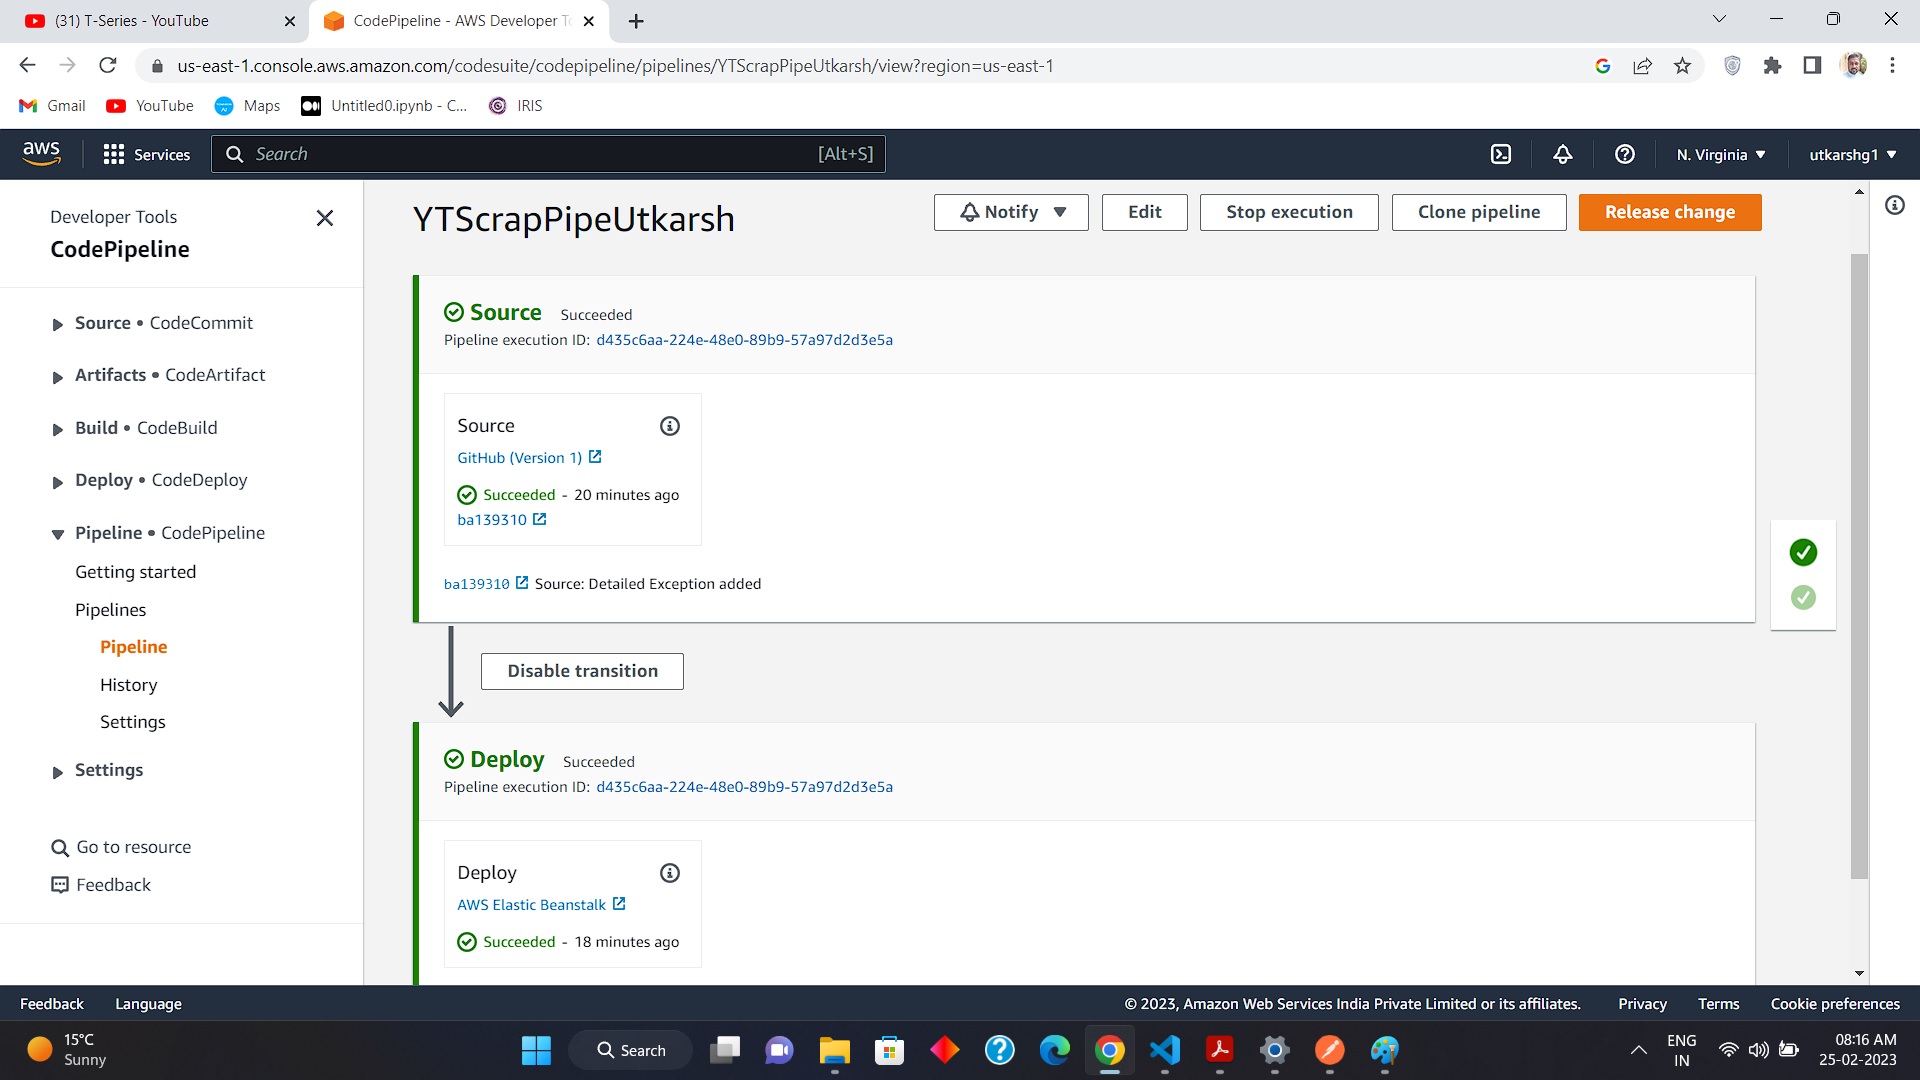 (31) T-Series - YouTube
CodePipeline - AWS Developer To
us-east-1.console.aws.amazon.com/codesuite/codepipeline/pipelines/YTScrapPipeUtkarsh/view?region=us-east-1
Gmail
YouTube
Maps
Untitled0.ipynb - C...
IRIS
aws
Services
Search
[Alt+S]
N. Virginia
utkarshg1
Developer Tools
CodePipeline
Source • CodeCommit
Artifacts • CodeArtifact
Build • CodeBuild
Deploy • CodeDeploy
Pipeline • CodePipeline
Getting started
Pipelines
Pipeline
History
Settings
Settings
Go to resource
Feedback
YTScrapPipeUtkarsh
Notify
Edit
Stop execution
Clone pipeline
Release change
Source Succeeded
Pipeline execution ID: d435c6aa-224e-48e0-89b9-57a97d2d3e5a
Source
GitHub (Version 1)
Succeeded - 20 minutes ago
ba139310
ba139310 Source: Detailed Exception added
Disable transition
Deploy Succeeded
Pipeline execution ID: d435c6aa-224e-48e0-89b9-57a97d2d3e5a
Deploy
AWS Elastic Beanstalk
Succeeded - 18 minutes ago
Feedback
Language
© 2023, Amazon Web Services India Private Limited or its affiliates.
Privacy
Terms
Cookie preferences
15°C
Sunny
Search
ENG
IN
08:16 AM
25-02-2023